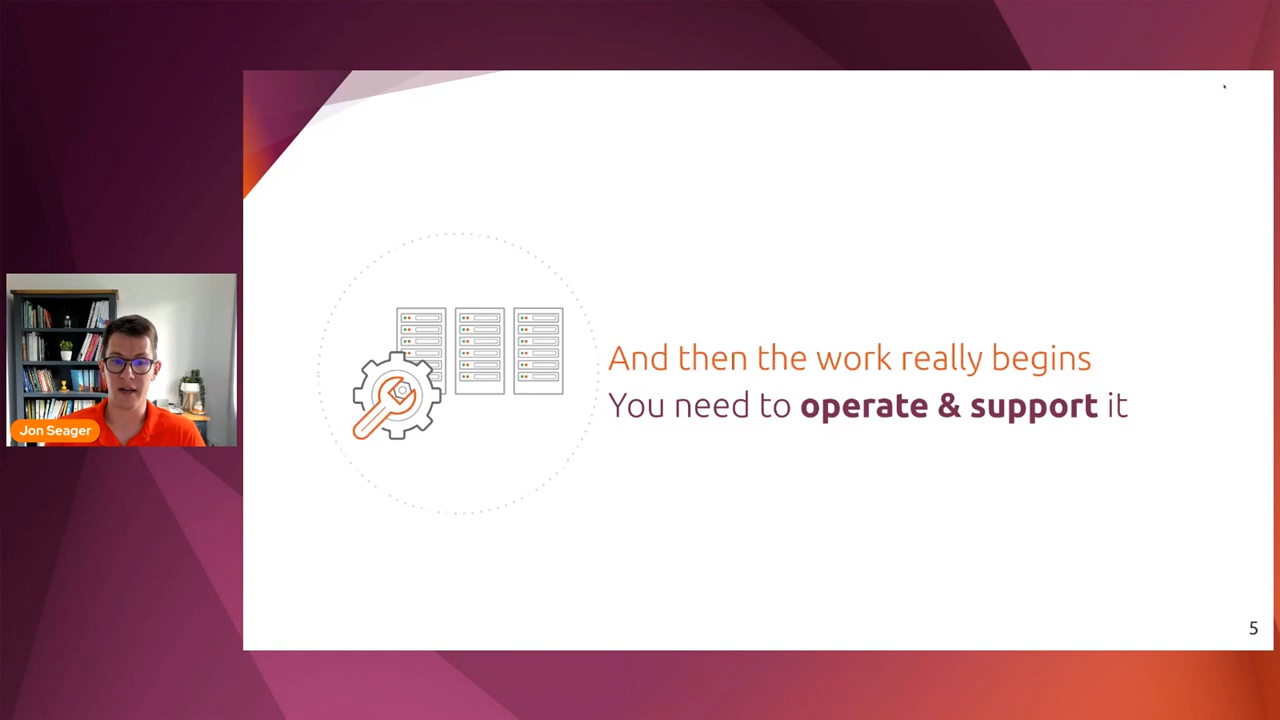 Jon Seager
And then the work really begins
You need to operate & support it
5